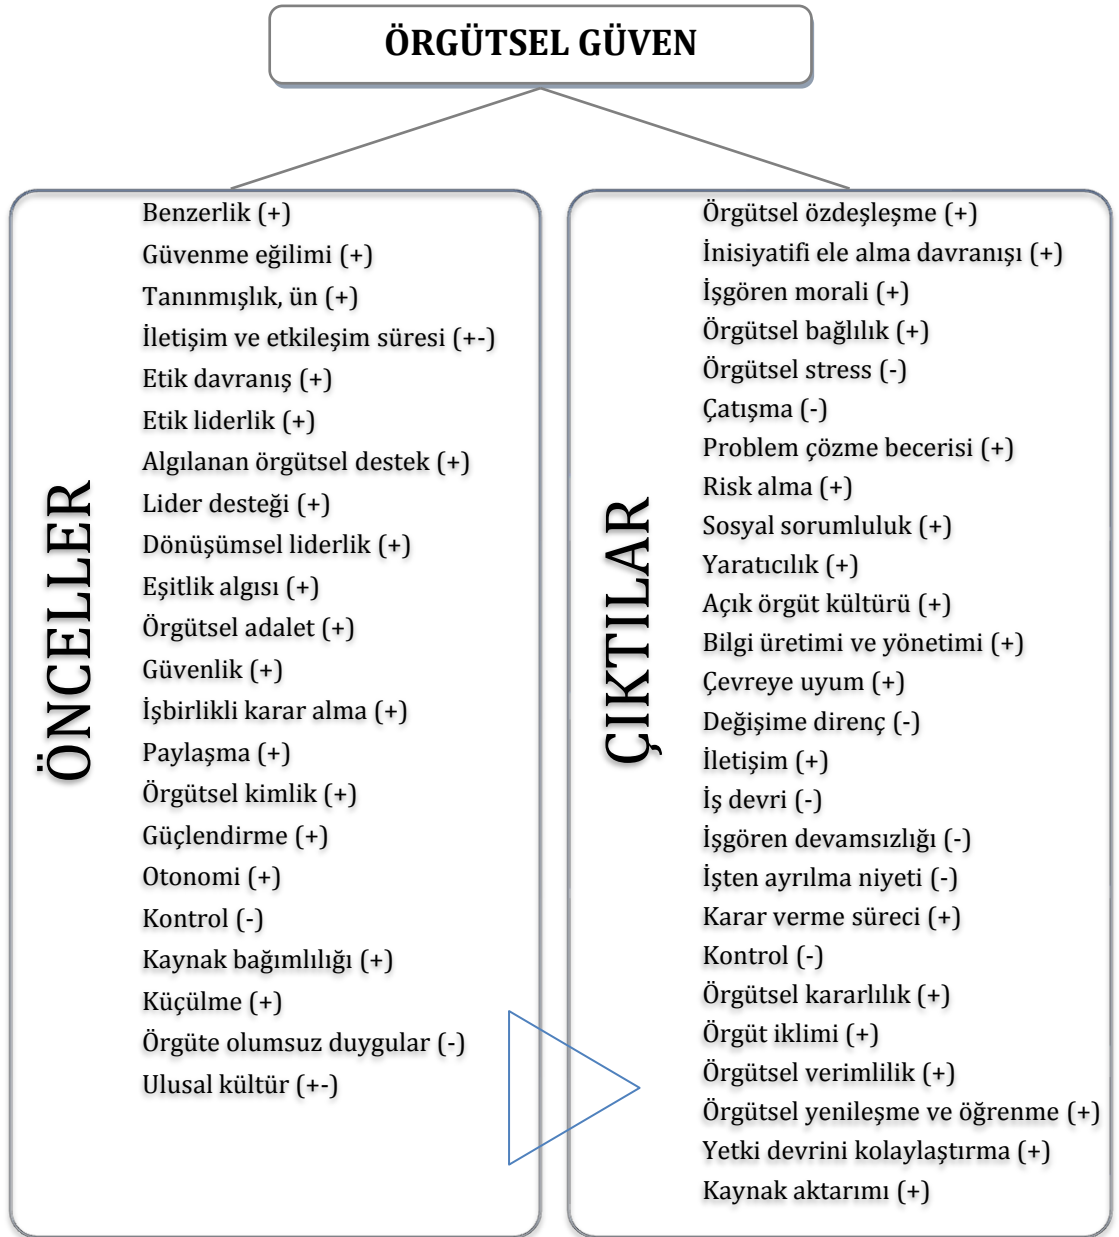 ÖRGÜTSEL GÜVEN
ÖNCELLER
Benzerlik (+)
Güvenme eğilimi (+)
Tanınmışlık, ün (+)
İletişim ve etkileşim süresi (+-)
Etik davranış (+)
Etik liderlik (+)
Algılanan örgütsel destek (+)
Lider desteği (+)
Dönüşümsel liderlik (+)
Eşitlik algısı (+)
Örgütsel adalet (+)
Güvenlik (+)
İşbirlikli karar alma (+)
Paylaşma (+)
Örgütsel kimlik (+)
Güçlendirme (+)
Otonomi (+)
Kontrol (-)
Kaynak bağımlılığı (+)
Küçülme (+)
Örgüte olumsuz duygular (-)
Ulusal kültür (+-)
ÇIKTILAR
Örgütsel özdeşleşme (+)
İnisiyatifi ele alma davranışı (+)
İşgören morali (+)
Örgütsel bağlılık (+)
Örgütsel stress (-)
Çatışma (-)
Problem çözme becerisi (+)
Risk alma (+)
Sosyal sorumluluk (+)
Yaratıcılık (+)
Açık örgüt kültürü (+)
Bilgi üretimi ve yönetimi (+)
Çevreye uyum (+)
Değişime direnç (-)
İletişim (+)
İş devri (-)
İşgören devamsızlığı (-)
İşten ayrılma niyeti (-)
Karar verme süreci (+)
Kontrol (-)
Örgütsel kararlılık (+)
Örgüt iklimi (+)
Örgütsel verimlilik (+)
Örgütsel yenileşme ve öğrenme (+)
Yetki devrini kolaylaştırma (+)
Kaynak aktarımı (+)